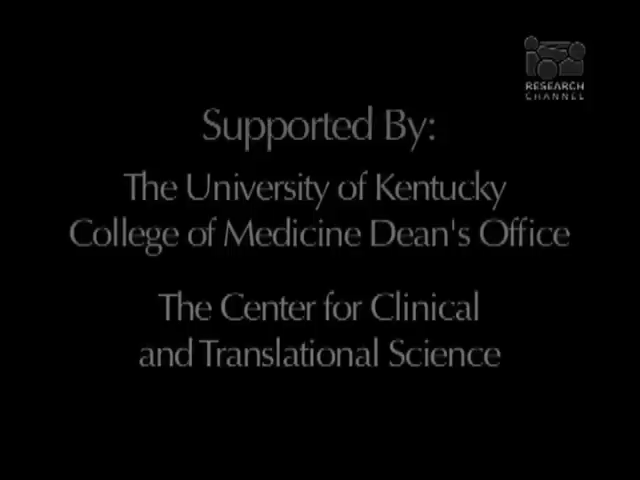 RESEARCH
CHANNEL
Supported By:
The University of Kentucky
College of Medicine Dean's Office
The Center for Clinical
and Translational Science